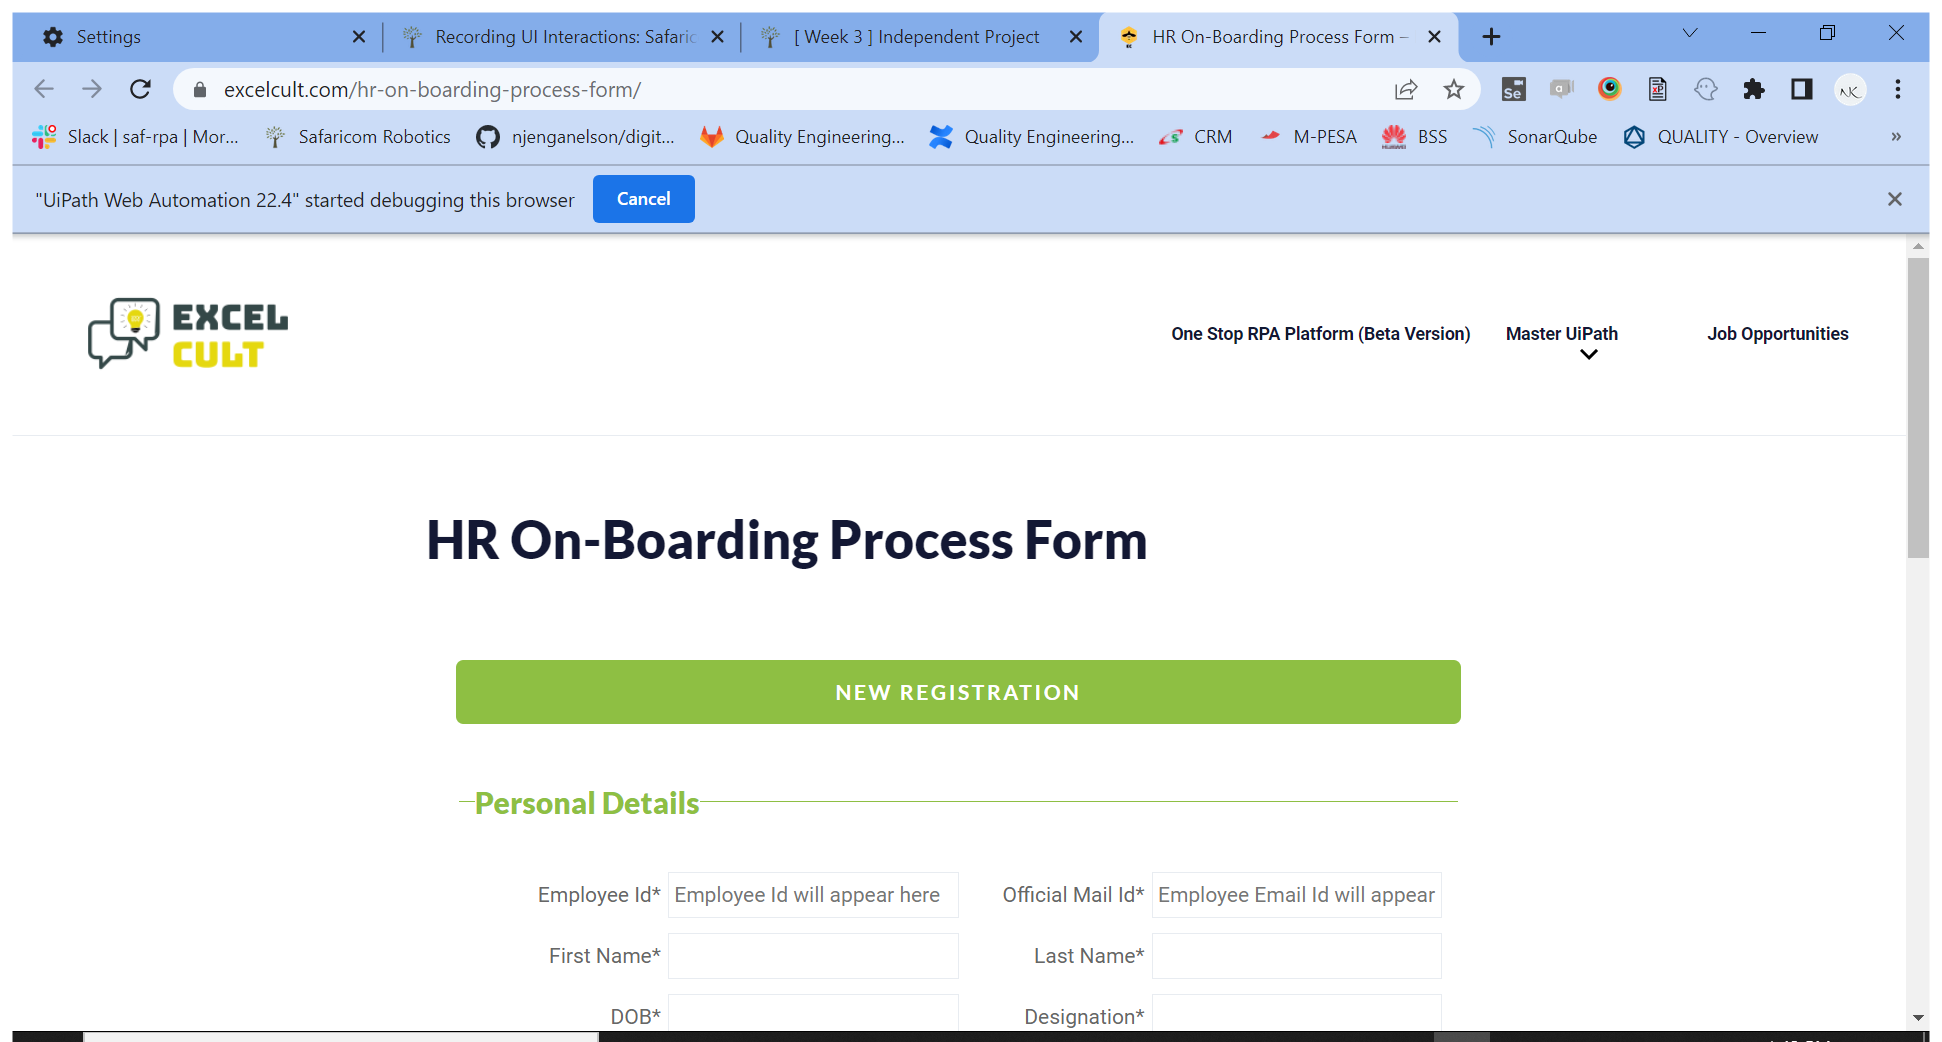 Settings
Recording UI Interactions: Safaric
[ Week 3 ] Independent Project
HR On-Boarding Process Form –
excelcult.com/hr-on-boarding-process-form/
Se
a
XP
NK
Slack | saf-rpa | Mor...
Safaricom Robotics
njenganelson/digit...
Quality Engineering...
Quality Engineering...
CRM
M-PESA
HUAWEI
BSS
SonarQube
QUALITY - Overview
»
"UiPath Web Automation 22.4" started debugging this browser
Cancel
EXCEL
CULT
One Stop RPA Platform (Beta Version)
Master UiPath
Job Opportunities
HR On-Boarding Process Form
NEW REGISTRATION
Personal Details
Employee Id* Employee Id will appear here
Official Mail Id* Employee Email Id will appear
First Name*
Last Name*
DOB*
Designation*